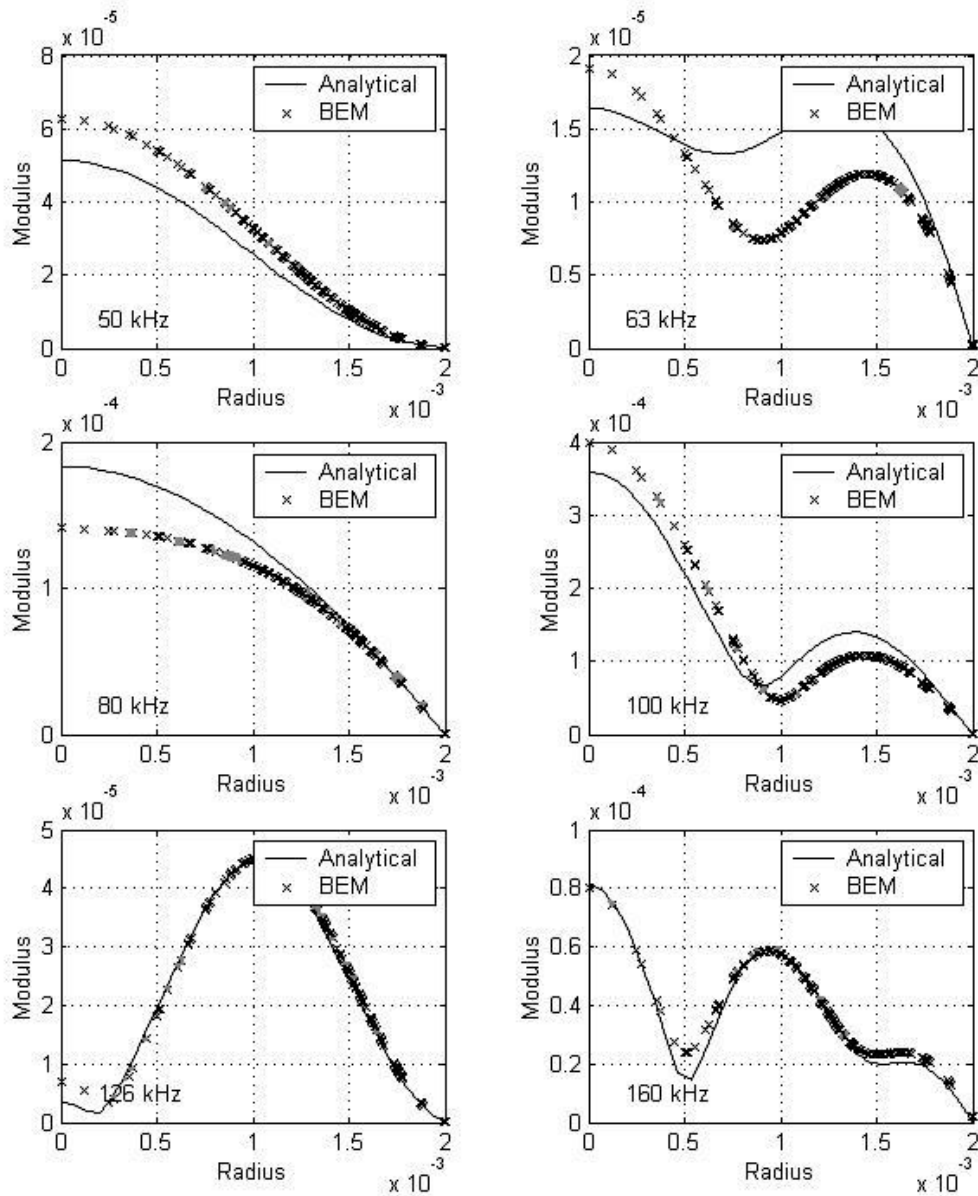 x 10^-5
8
6
4
2
0
Modulus
Analytical
BEM
50 kHz
0 0.5 1 1.5 2
Radius
x 10^-3
x 10^-5
2
1.5
1
0.5
0
Modulus
Analytical
BEM
63 kHz
0 0.5 1 1.5 2
Radius
x 10^-3
x 10^-4
2
1
0
Modulus
Analytical
BEM
80 kHz
0 0.5 1 1.5 2
Radius
x 10^-3
x 10^-4
4
3
2
1
0
Modulus
Analytical
BEM
100 kHz
0 0.5 1 1.5 2
Radius
x 10^-3
x 10^-5
5
4
3
2
1
0
Modulus
Analytical
BEM
126 kHz
0 0.5 1 1.5 2
Radius
x 10^-3
x 10^-4
1
0.8
0.6
0.4
0.2
0
Modulus
Analytical
BEM
160 kHz
0 0.5 1 1.5 2
Radius
x 10^-3